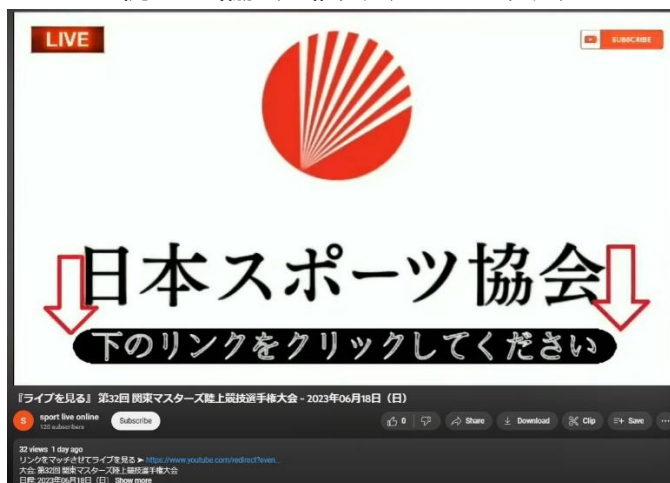 LIVE
SUBSCRIBE
日本スポーツ協会
下のリンクをクリックしてください
『ライブを見る』 第32回 関東マスターズ陸上競技選手権大会 - 2023年06月18日（日）
S
sport live online
120 subscribers
Subscribe
0
Share
Download
Clip
Save
32 views 1 day ago
リンクをマッチさせてライブを見る ➤ https://www.youtube.com/redirect?even...
大会: 第32回 関東マスターズ陸上競技選手権大会
日程: 2023年06月18日（日） Show more